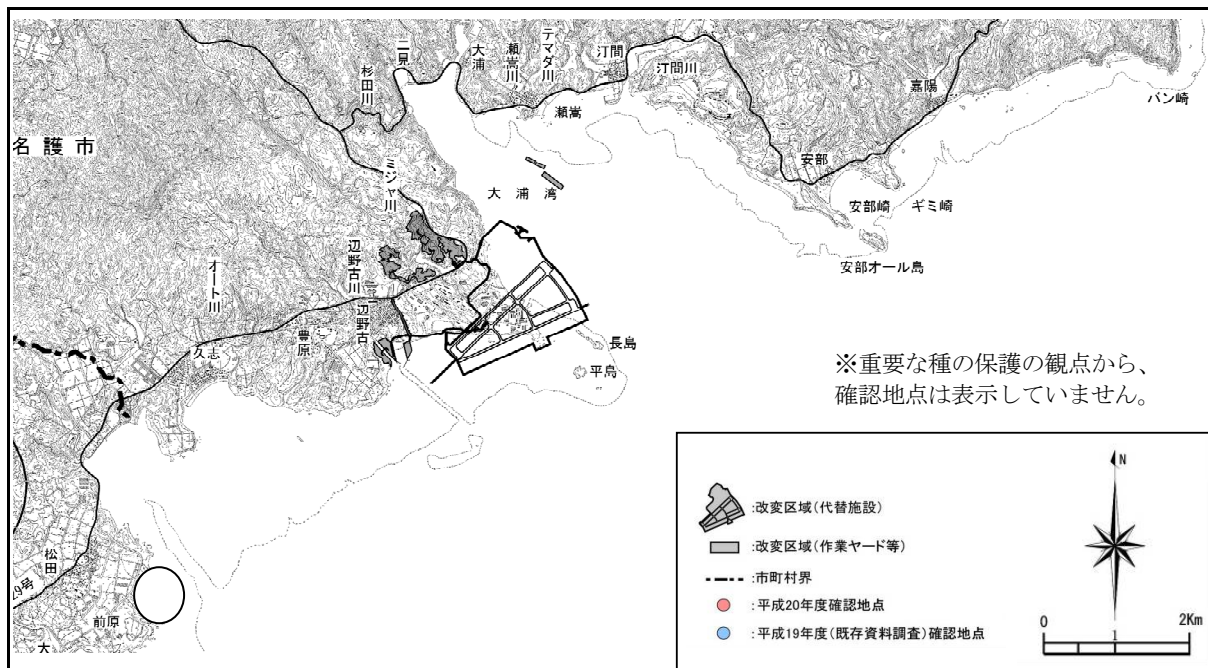 名護市
杉田川
二見
大浦
瀬嵩川
テマダ川
汀間
汀間川
瀬嵩
嘉陽
バン崎
安部
安部崎
ギミ崎
安部オール島
大浦湾
ミジャ川
辺野古川
オート川
辺野古
豊原
久志
長島
平島
松田
29号
前原
大
※重要な種の保護の観点から、
確認地点は表示していません。
:改変区域(代替施設)
:改変区域(作業ヤード等)
:市町村界
:平成20年度確認地点
:平成19年度(既存資料調査)確認地点
N
0 1 2Km